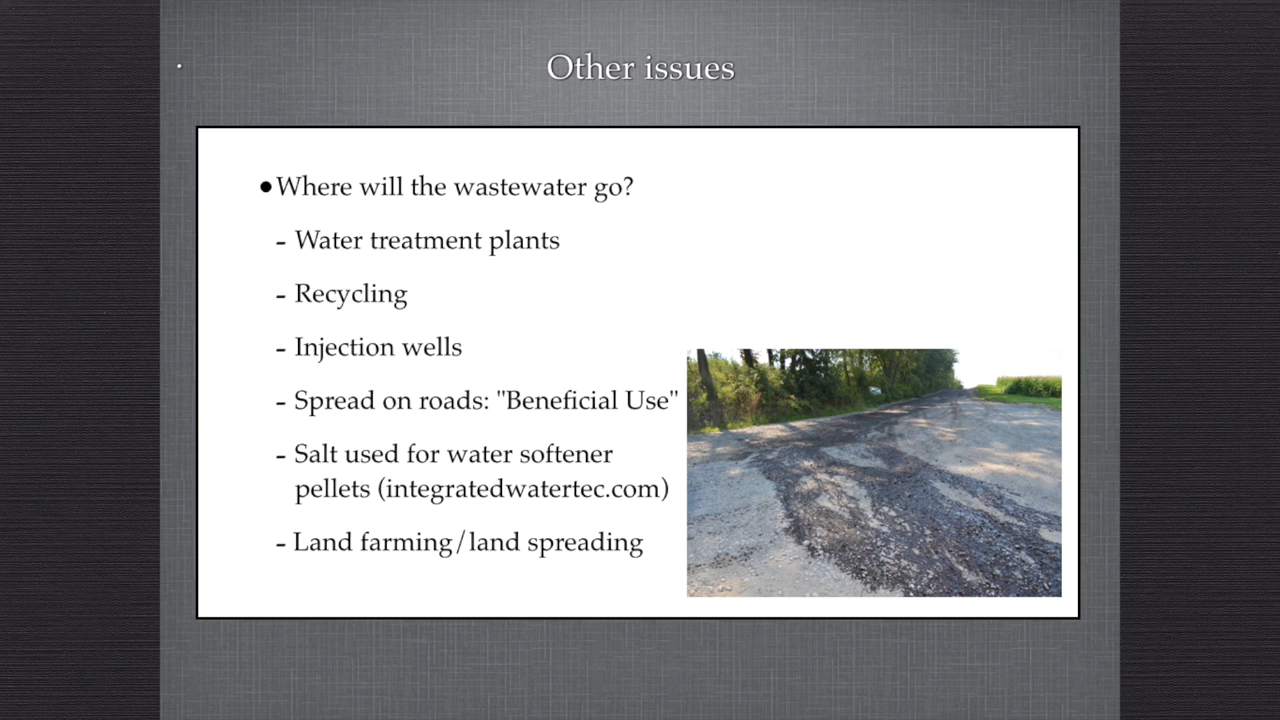 Other issues
•Where will the wastewater go?
- Water treatment plants
- Recycling
- Injection wells
- Spread on roads: "Beneficial Use"
- Salt used for water softener
pellets (integratedwatertec.com)
- Land farming/land spreading